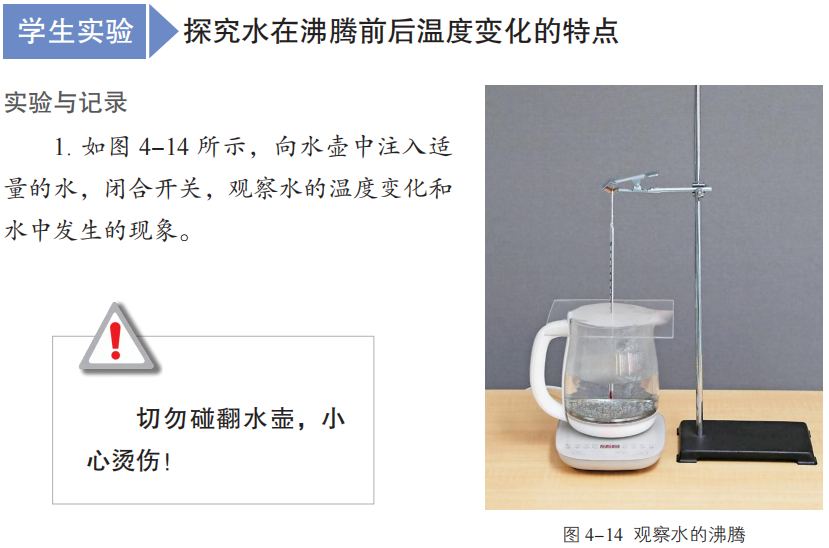 学生实验
探究水在沸腾前后温度变化的特点
实验与记录
1. 如图 4-14 所示，向水壶中注入适
量的水，闭合开关，观察水的温度变化和
水中发生的现象。
切勿碰翻水壶，小
心烫伤！
图 4-14 观察水的沸腾